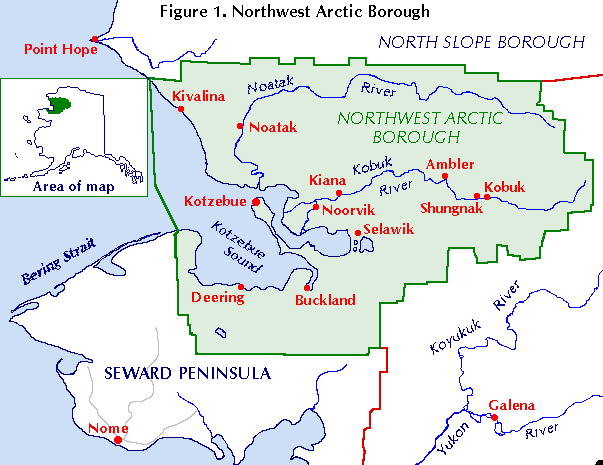 Figure 1. Northwest Arctic Borough
Point Hope
NORTH SLOPE BOROUGH
Kivalina
Noatak
River
Noatak
NORTHWEST ARCTIC
BOROUGH
Area of map
Kobuk
River
Ambler
Kiana
Kobuk
Kotzebue
Noorvik
Shungnak
Selawik
Kotzebue
Sound
Bering Strait
Deering
Buckland
Koyukuk
River
SEWARD PENINSULA
Nome
Galena
Yukon
River